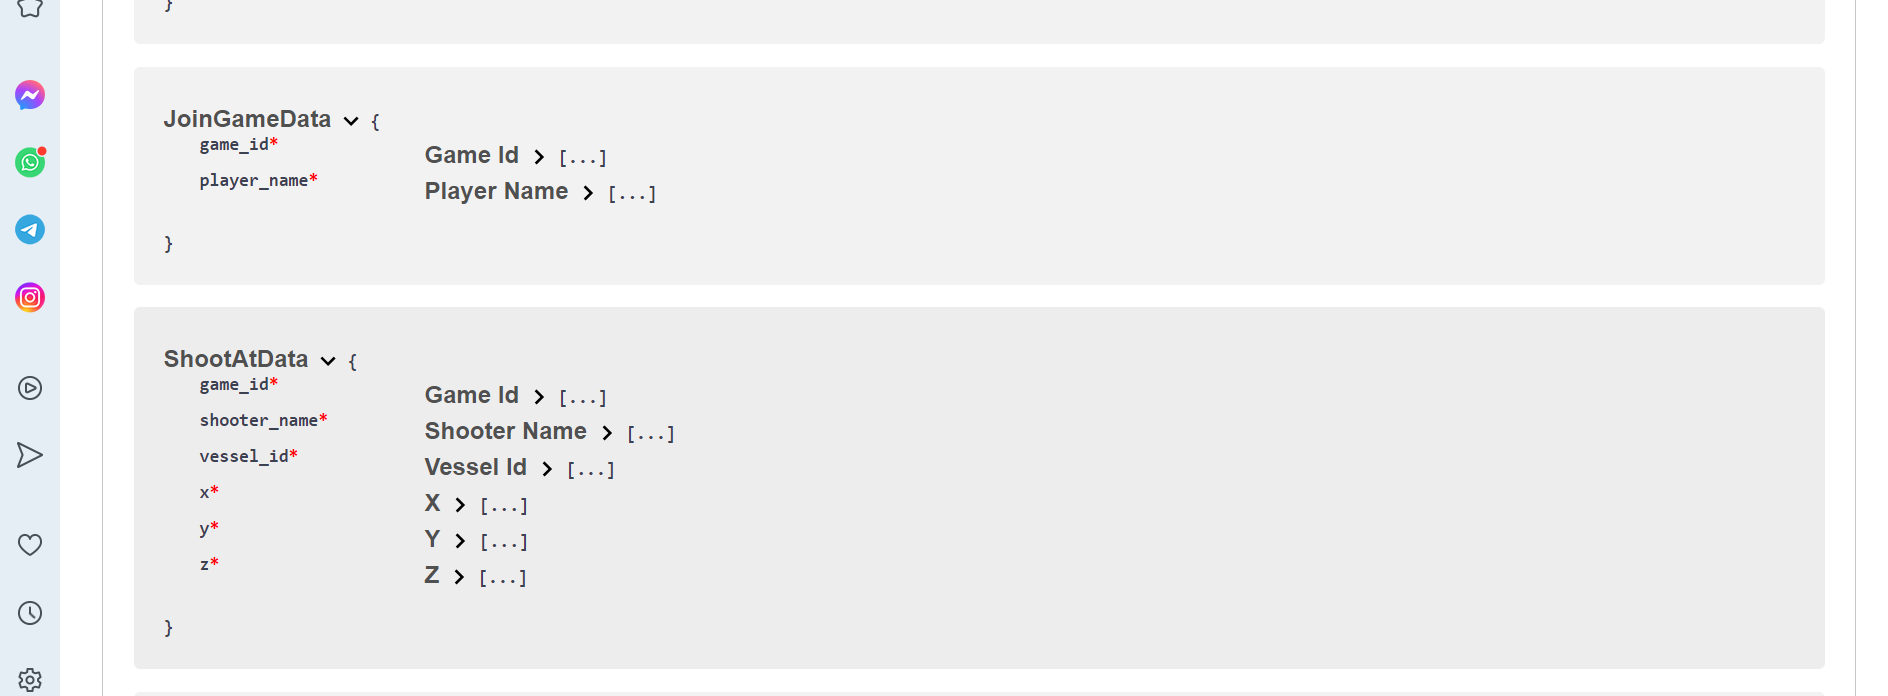 }
JoinGameData {
game_id* Game Id > [...]
player_name* Player Name > [...]
}
ShootAtData {
game_id* Game Id > [...]
shooter_name* Shooter Name > [...]
vessel_id* Vessel Id > [...]
x* X > [...]
y* Y > [...]
z* Z > [...]
}